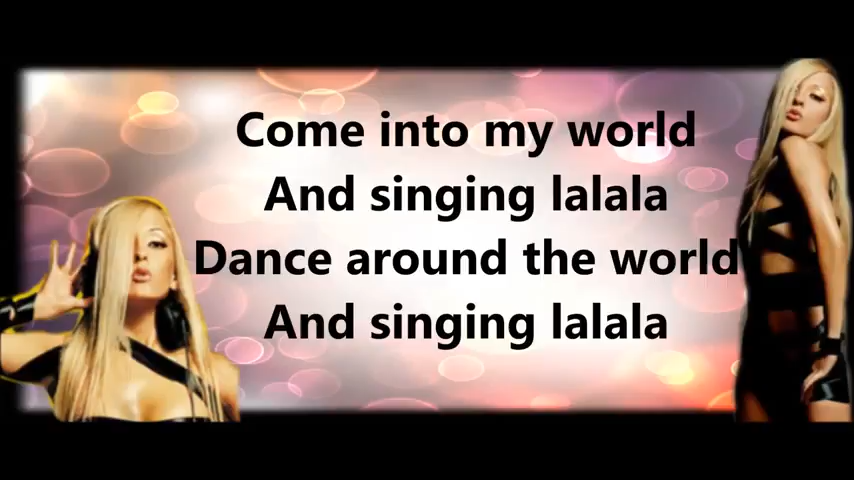 Come into my world
And singing lalala
Dance around the world
And singing lalala